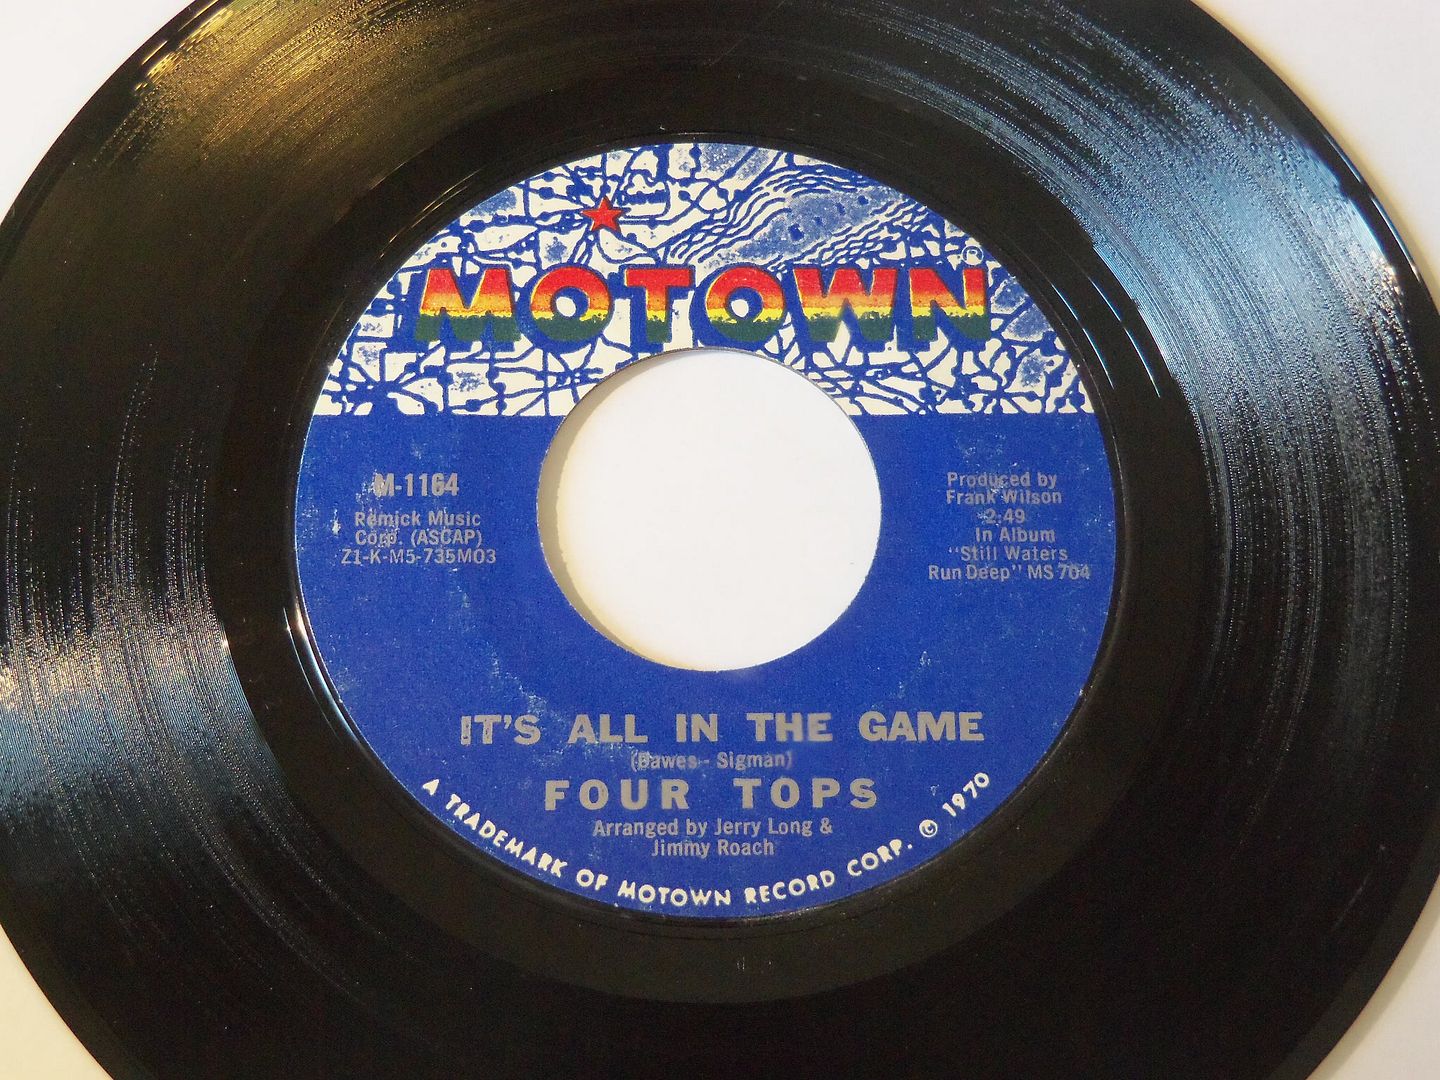 Detroit
MOTOWN®
M-1164
Remick Music
Corp. (ASCAP)
Z1-K-M5-735M03
Produced by
Frank Wilson
2:49
In Album
"Still Waters
Run Deep" MS 704
IT'S ALL IN THE GAME
(Dawes - Sigman)
FOUR TOPS
Arranged by Jerry Long &
Jimmy Roach
A TRADEMARK OF MOTOWN RECORD CORP. © 1970